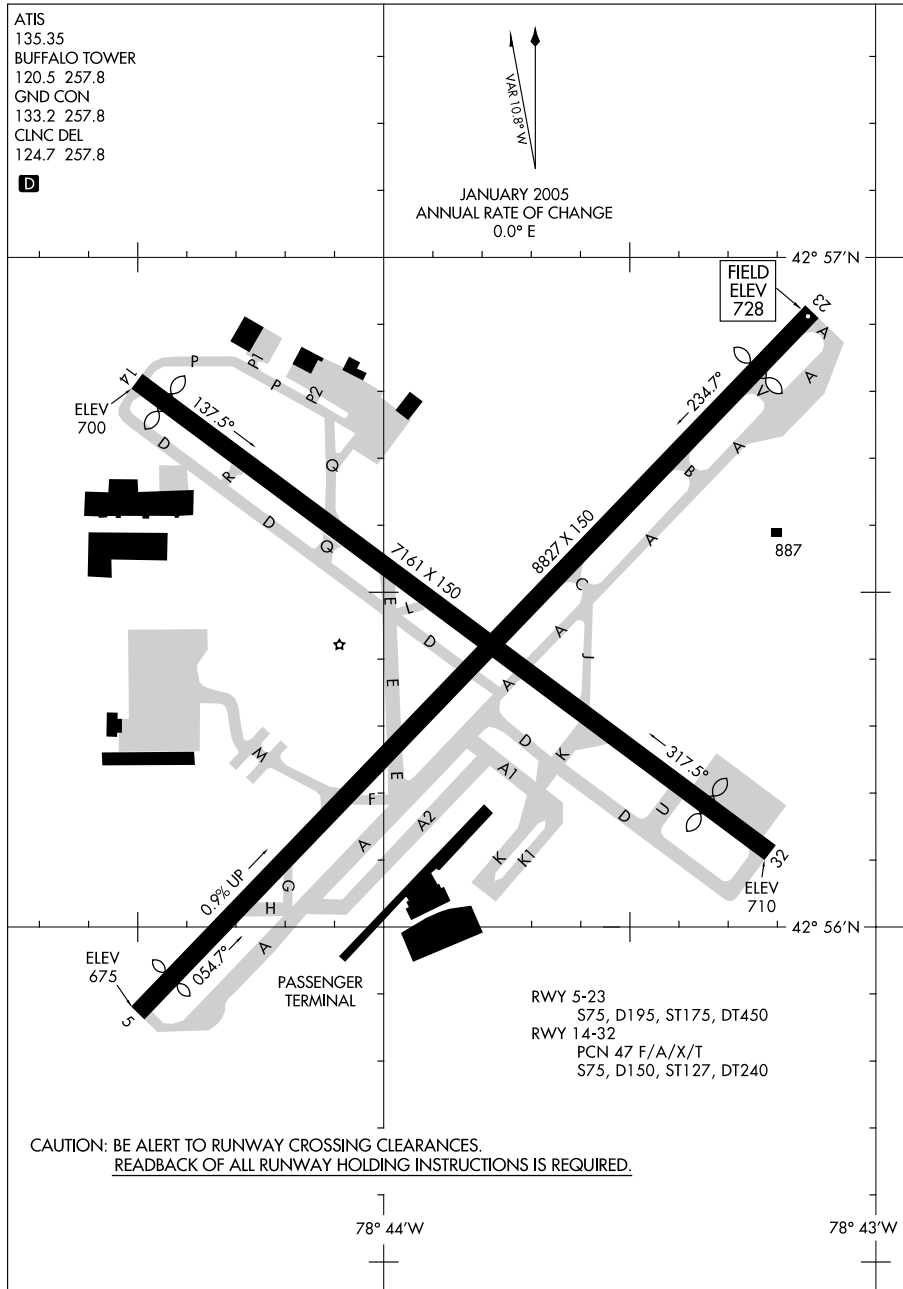 ATIS
135.35
BUFFALO TOWER
120.5 257.8
GND CON
133.2 257.8
CLNC DEL
124.7 257.8
D
VAR 10.8° W
JANUARY 2005
ANNUAL RATE OF CHANGE
0.0° E
42° 57'N
FIELD
ELEV
728
23
A
A
V
234.7°
A
B
A
P
P1
P
P2
14
ELEV
700
137.5°
D
R
D
Q
Q
7161 X 150
8827 X 150
887
C
A
J
E
L
D
E
A
D
K
A1
317.5°
U
D
M
E
F
A2
A
K
K1
32
ELEV
710
0.9% UP
G
H
A
054.7°
ELEV
675
5
42° 56'N
PASSENGER
TERMINAL
RWY 5-23
S75, D195, ST175, DT450
RWY 14-32
PCN 47 F/A/X/T
S75, D150, ST127, DT240
CAUTION: BE ALERT TO RUNWAY CROSSING CLEARANCES.
READBACK OF ALL RUNWAY HOLDING INSTRUCTIONS IS REQUIRED.
78° 44'W
78° 43'W